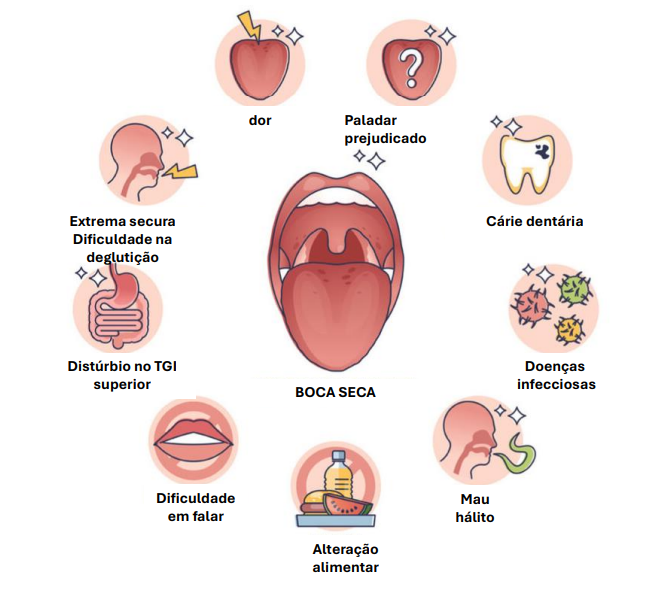 dor
Paladar
prejudicado
Extrema secura
Dificuldade na
deglutição
Cárie dentária
Distúrbio no TGI
superior
Doenças
infecciosas
BOCA SECA
Dificuldade
em falar
Mau
hálito
Alteração
alimentar